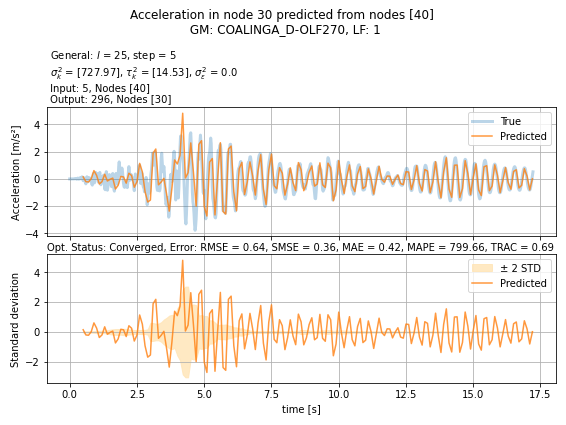 Acceleration in node 30 predicted from nodes [40]
GM: COALINGA_D-OLF270, LF: 1
General: l = 25, step = 5
σ²ₖ = [727.97], τ²ₖ = [14.53], σ²ε = 0.0
Input: 5, Nodes [40]
Output: 296, Nodes [30]
Acceleration [m/s²]
4
2
0
−2
−4
True
Predicted
Opt. Status: Converged, Error: RMSE = 0.64, SMSE = 0.36, MAE = 0.42, MAPE = 799.66, TRAC = 0.69
Standard deviation
4
2
0
−2
± 2 STD
Predicted
0.0 2.5 5.0 7.5 10.0 12.5 15.0 17.5
time [s]